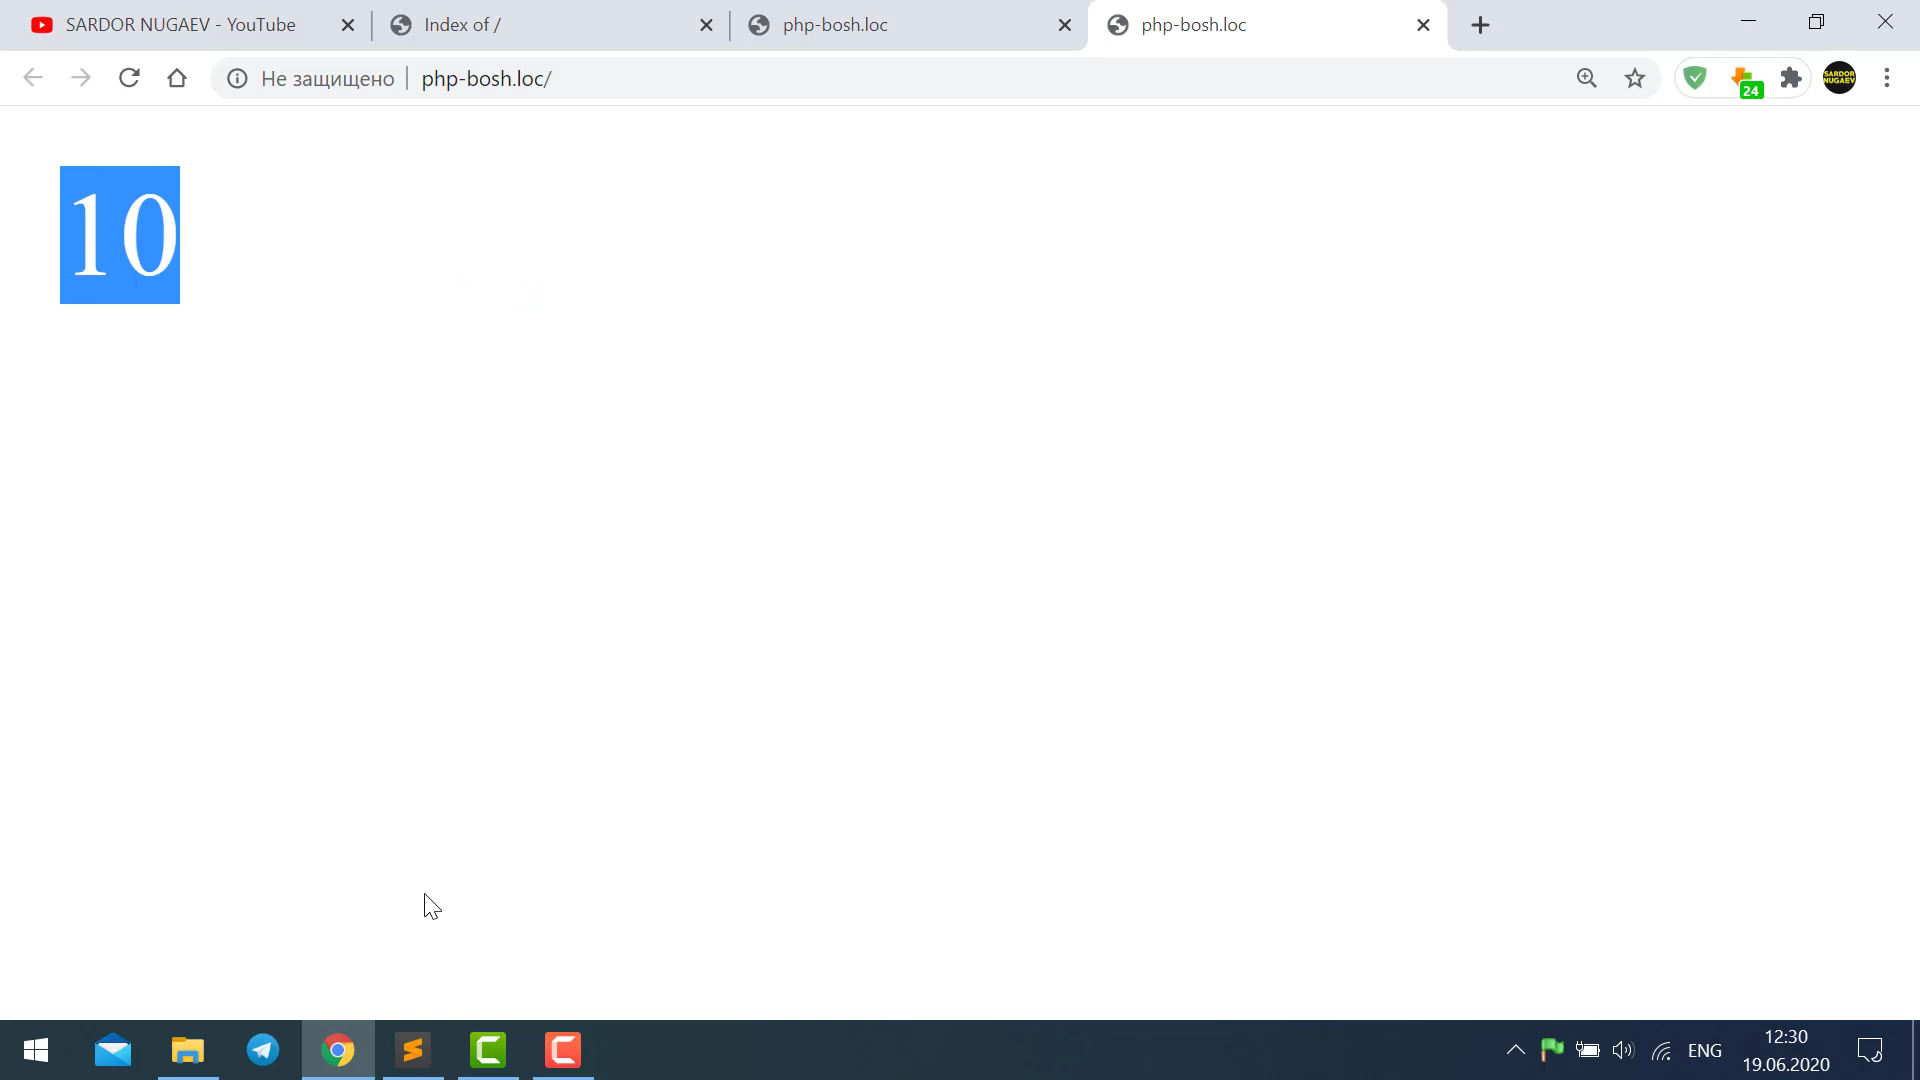 SARDOR NUGAEV - YouTube
Index of /
php-bosh.loc
php-bosh.loc
Не защищено
php-bosh.loc/
24
SARDOR NUGAEV
10
ENG
12:30
19.06.2020